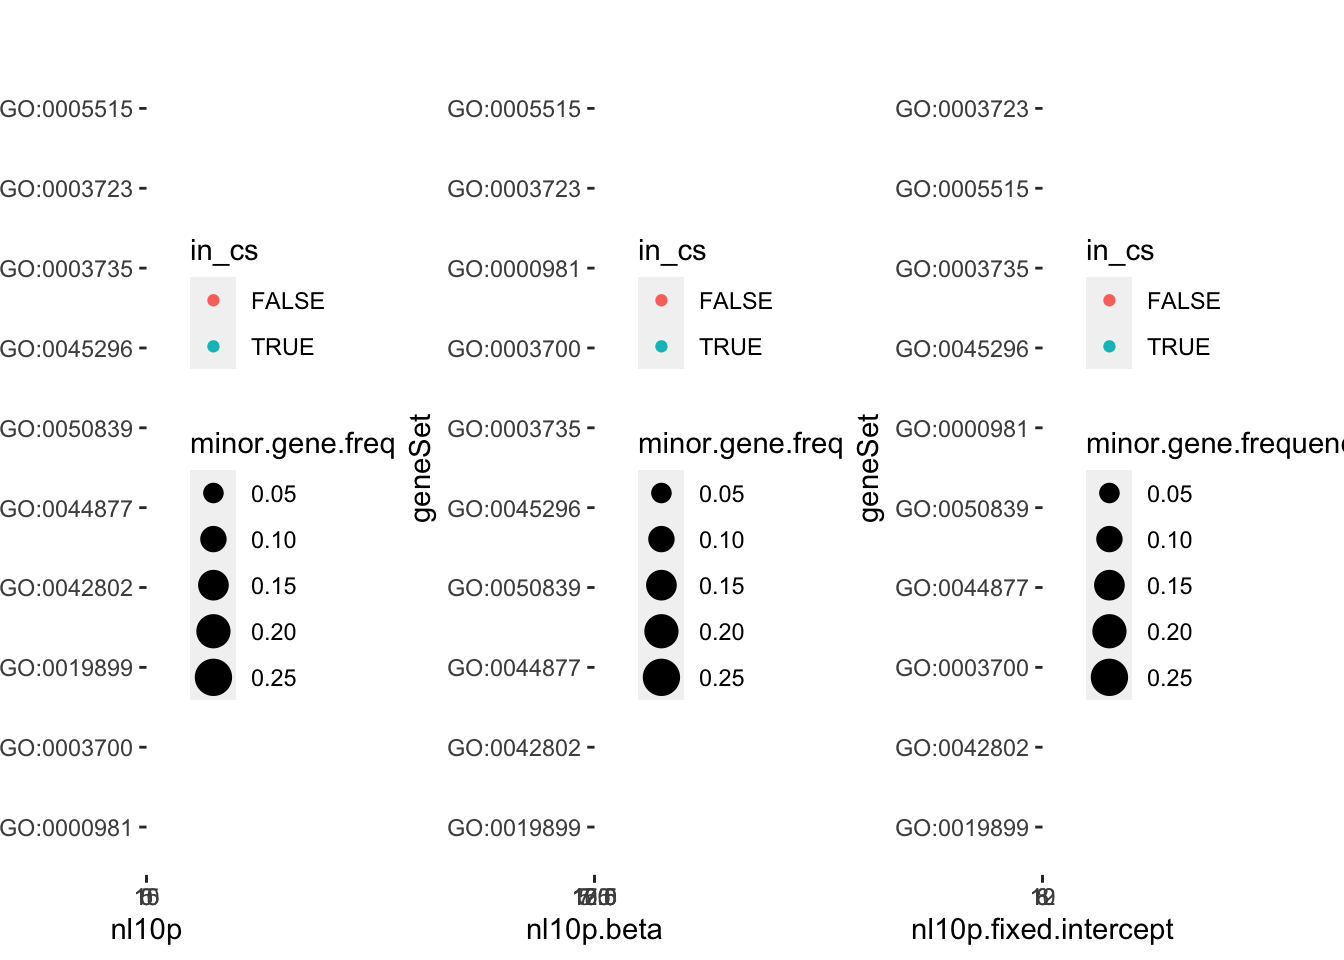 GO:0005515
GO:0003723
GO:0003735
GO:0045296
GO:0050839
GO:0044877
GO:0042802
GO:0019899
GO:0003700
GO:0000981
nl10p
in_cs
FALSE
TRUE
minor.gene.freq
0.05
0.10
0.15
0.20
0.25
geneSet
GO:0005515
GO:0003723
GO:0000981
GO:0003700
GO:0003735
GO:0045296
GO:0050839
GO:0044877
GO:0042802
GO:0019899
nl10p.beta
in_cs
FALSE
TRUE
minor.gene.freq
0.05
0.10
0.15
0.20
0.25
geneSet
GO:0003723
GO:0005515
GO:0003735
GO:0045296
GO:0000981
GO:0050839
GO:0044877
GO:0003700
GO:0042802
GO:0019899
nl10p.fixed.intercept
in_cs
FALSE
TRUE
minor.gene.frequenc
0.05
0.10
0.15
0.20
0.25